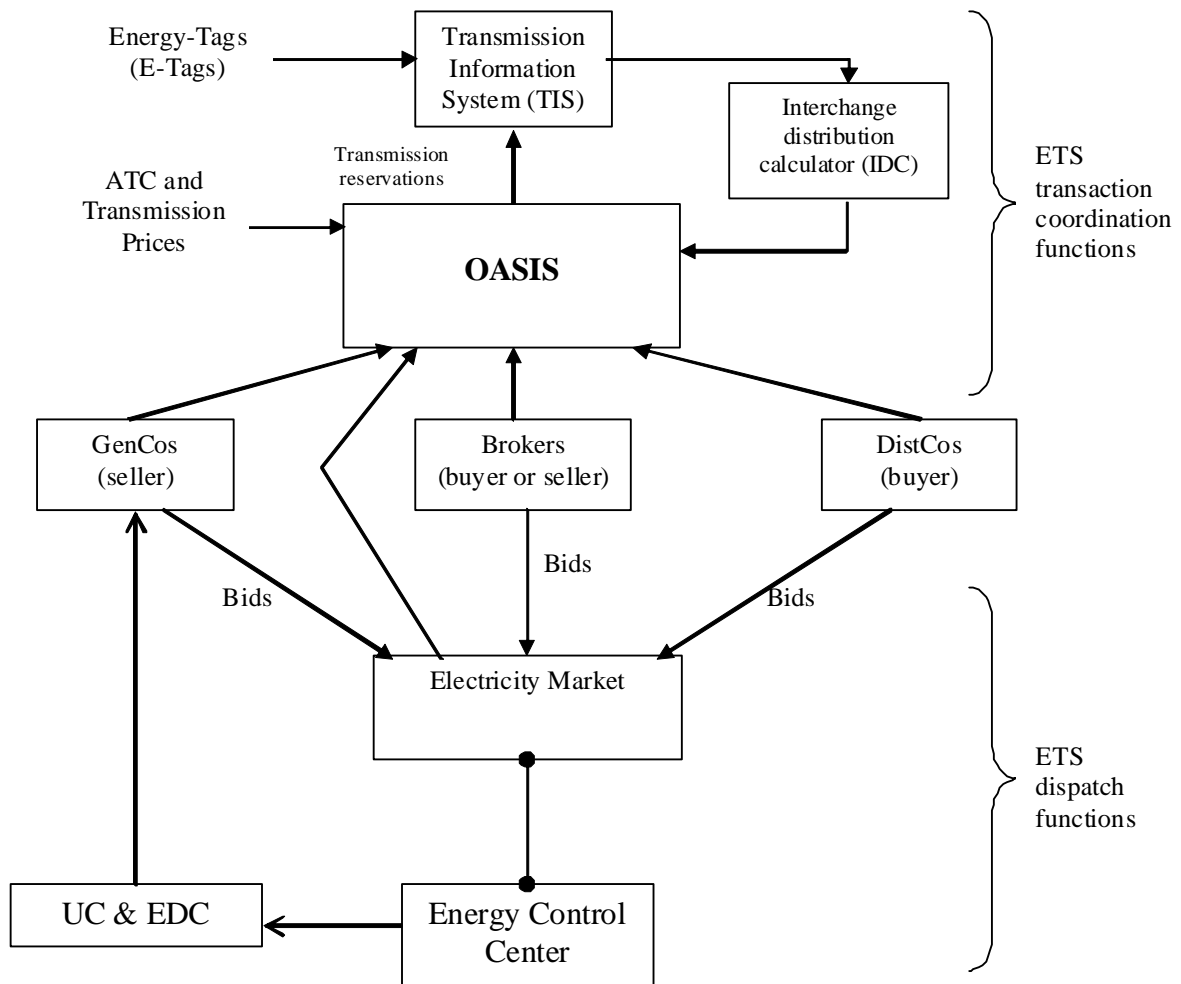 Energy-Tags
(E-Tags)
Transmission
Information
System (TIS)
Interchange
distribution
calculator (IDC)
ETS
transaction
coordination
functions
Transmission
reservations
ATC and
Transmission
Prices
OASIS
GenCos
(seller)
Brokers
(buyer or seller)
DistCos
(buyer)
Bids
Bids
Bids
Electricity Market
ETS
dispatch
functions
UC & EDC
Energy Control
Center